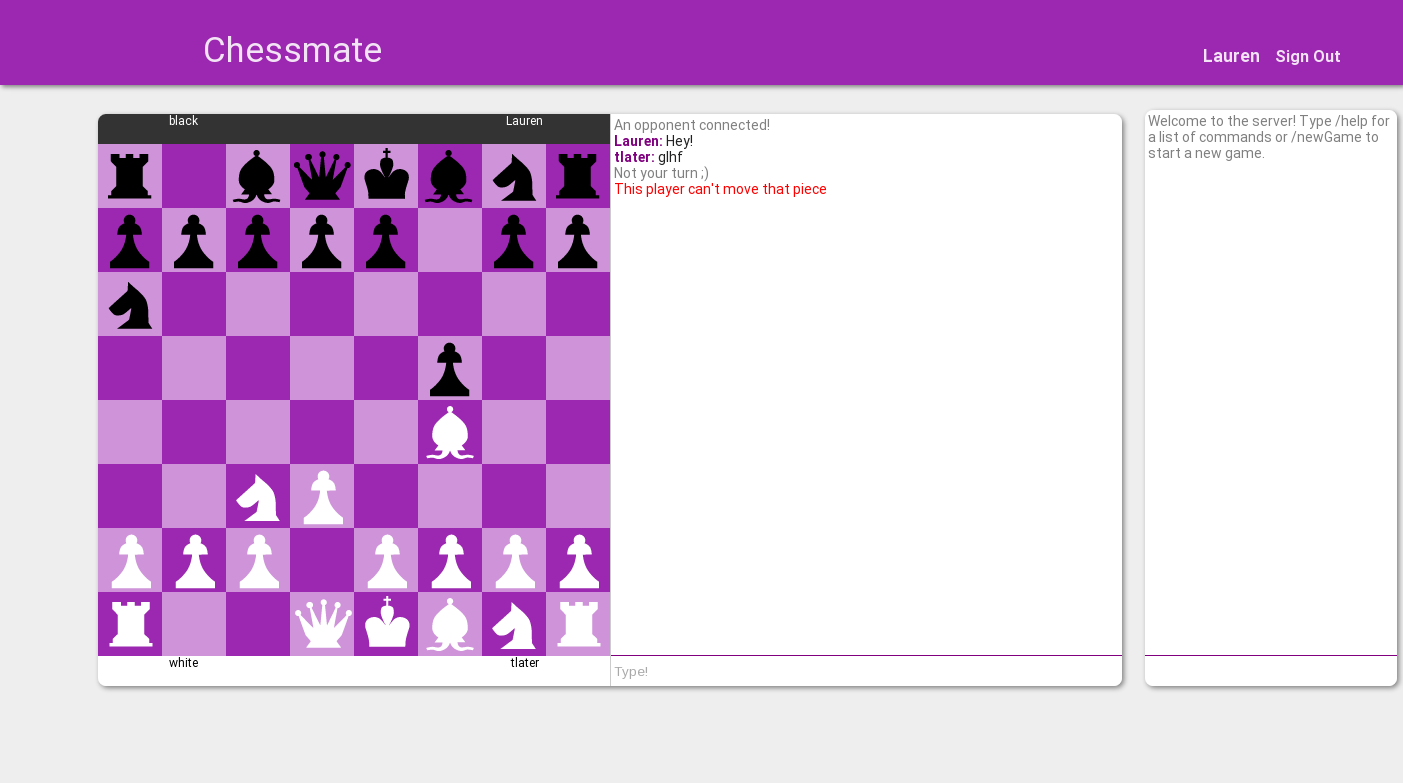 Chessmate
Lauren Sign Out
black Lauren
An opponent connected!
Lauren: Hey!
tlater: glhf
Not your turn ;)
This player can't move that piece
Type!
white tlater
Welcome to the server! Type /help for
a list of commands or /newGame to
start a new game.